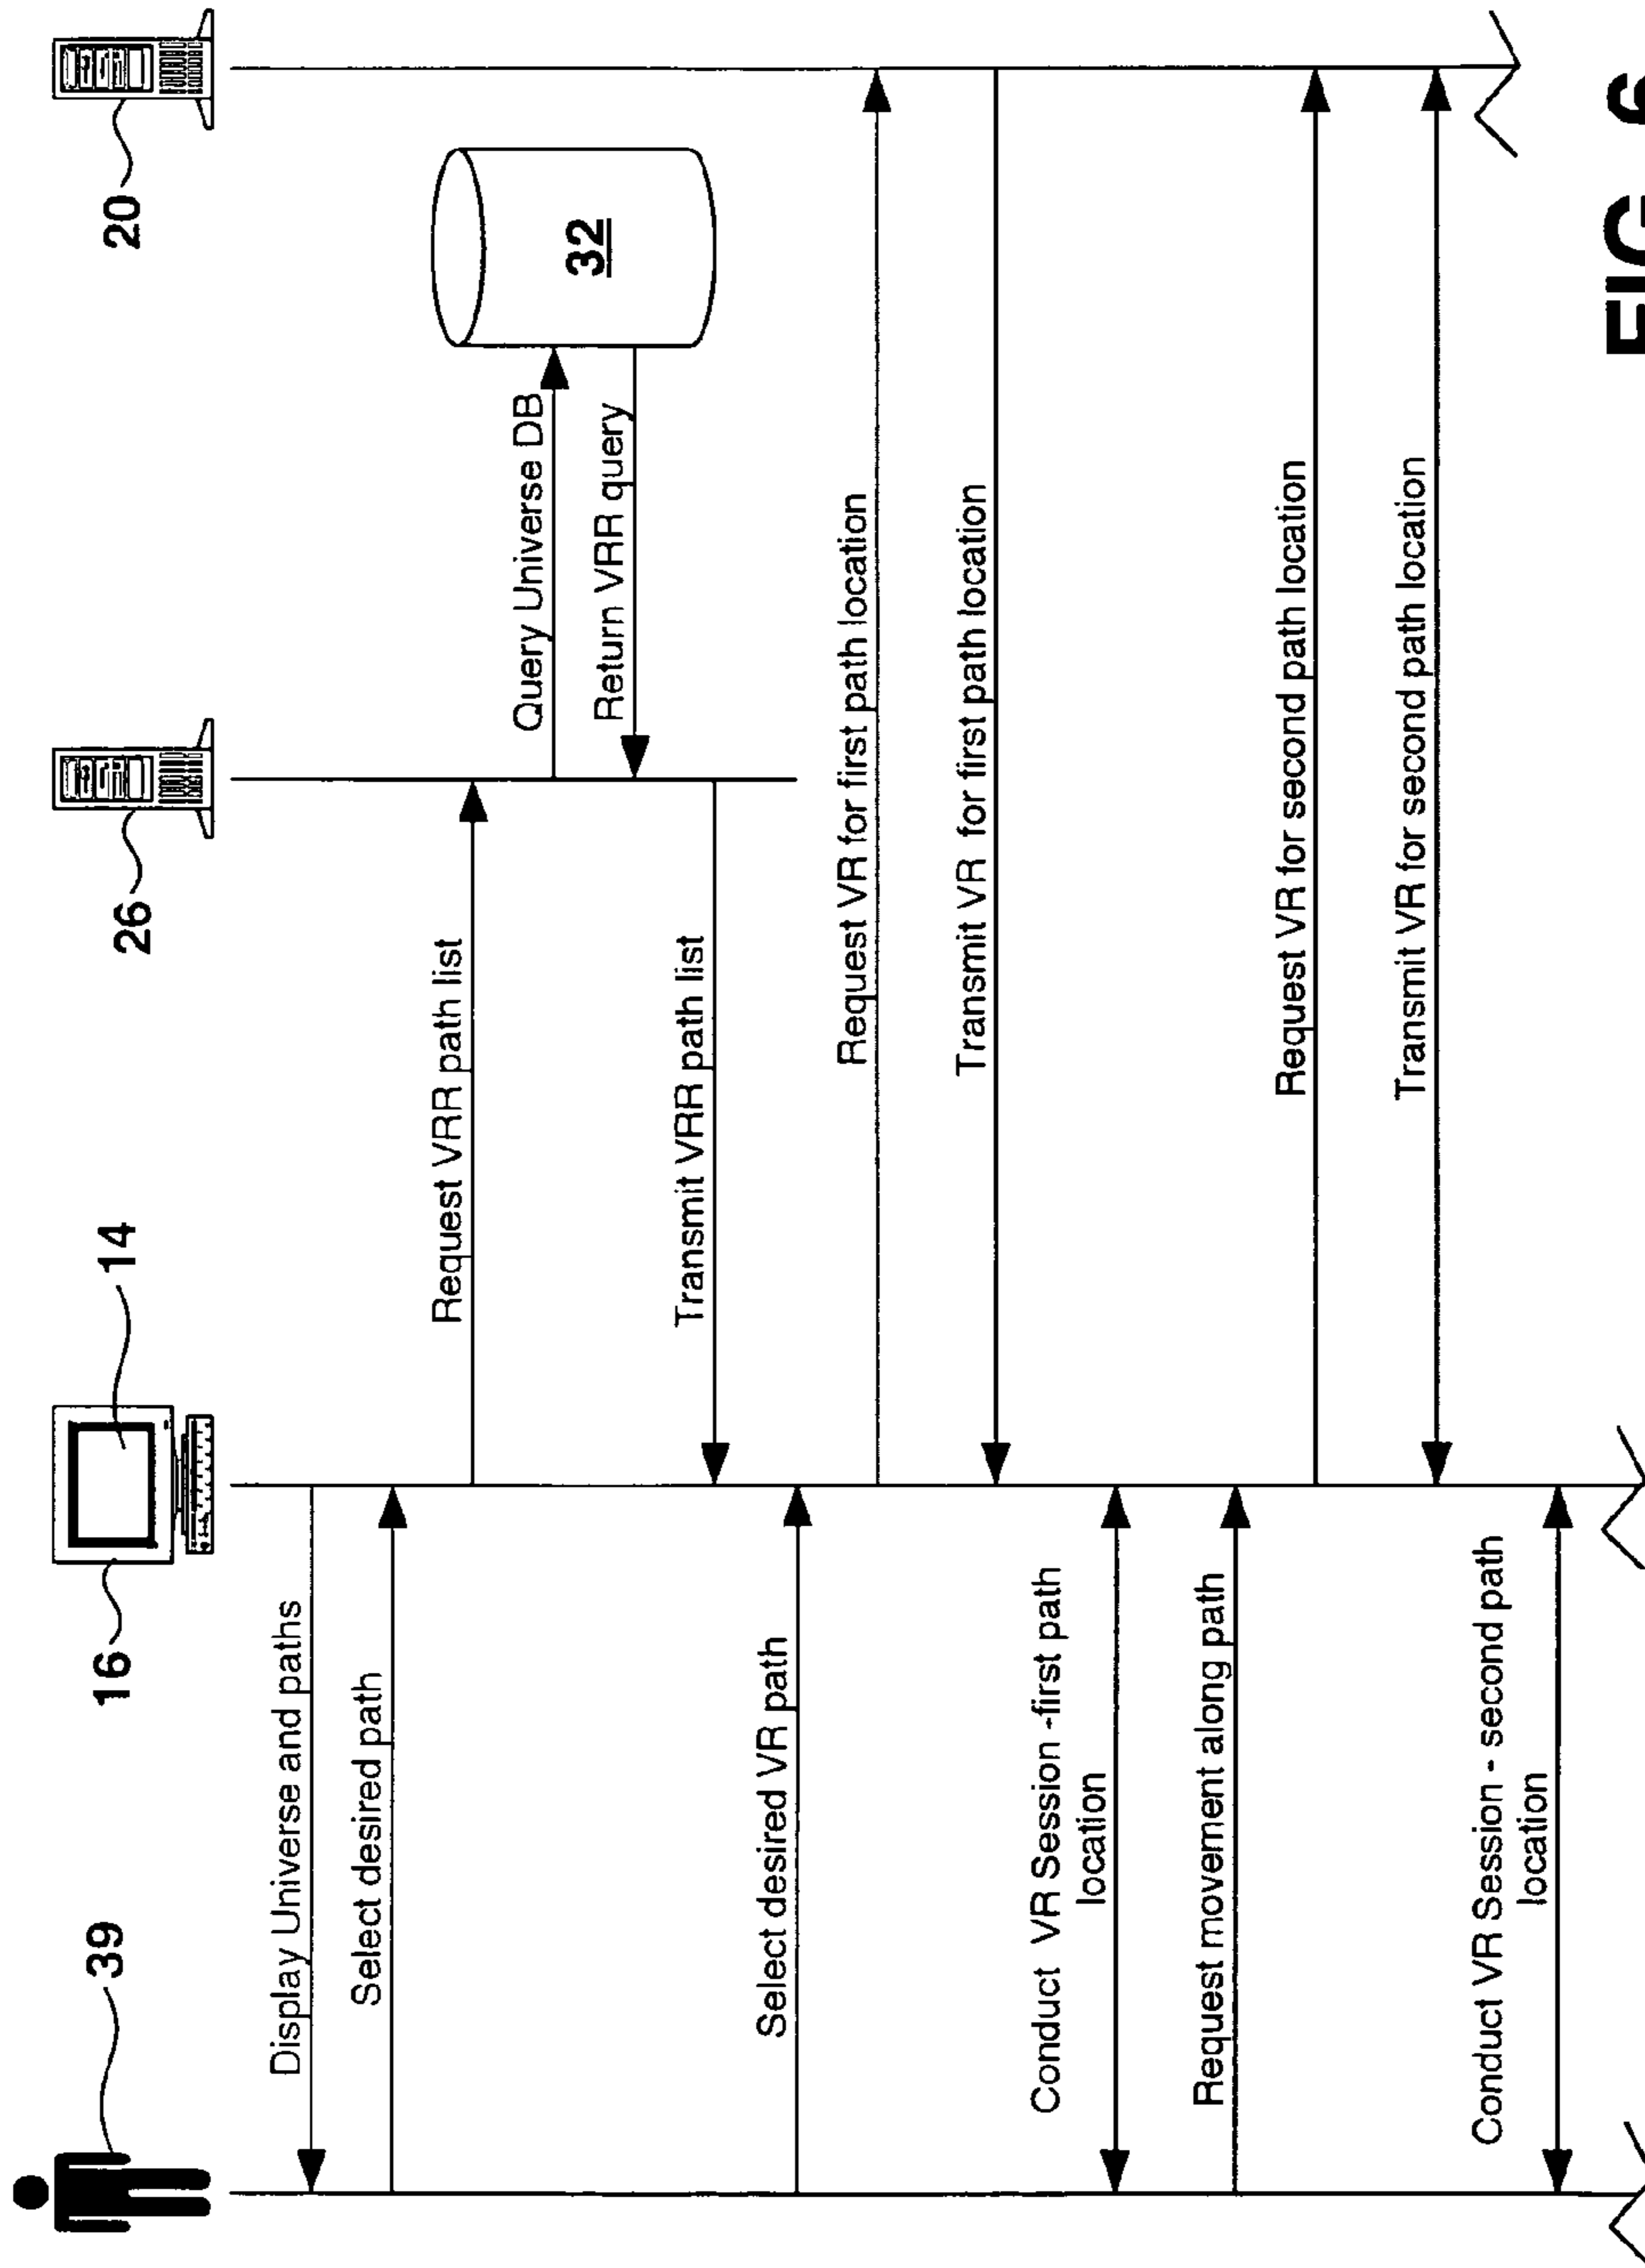 39
16
14
26
20
Display Universe and paths
Select desired path
Request VRR path list
Query Universe DB
Return VRR query
32
Transmit VRR path list
Select desired VR path
Request VR for first path location
Transmit VR for first path location
Conduct VR Session -first path
location
Request movement along path
Request VR for second path location
Transmit VR for second path location
Conduct VR Session - second path
location
FIG. 6